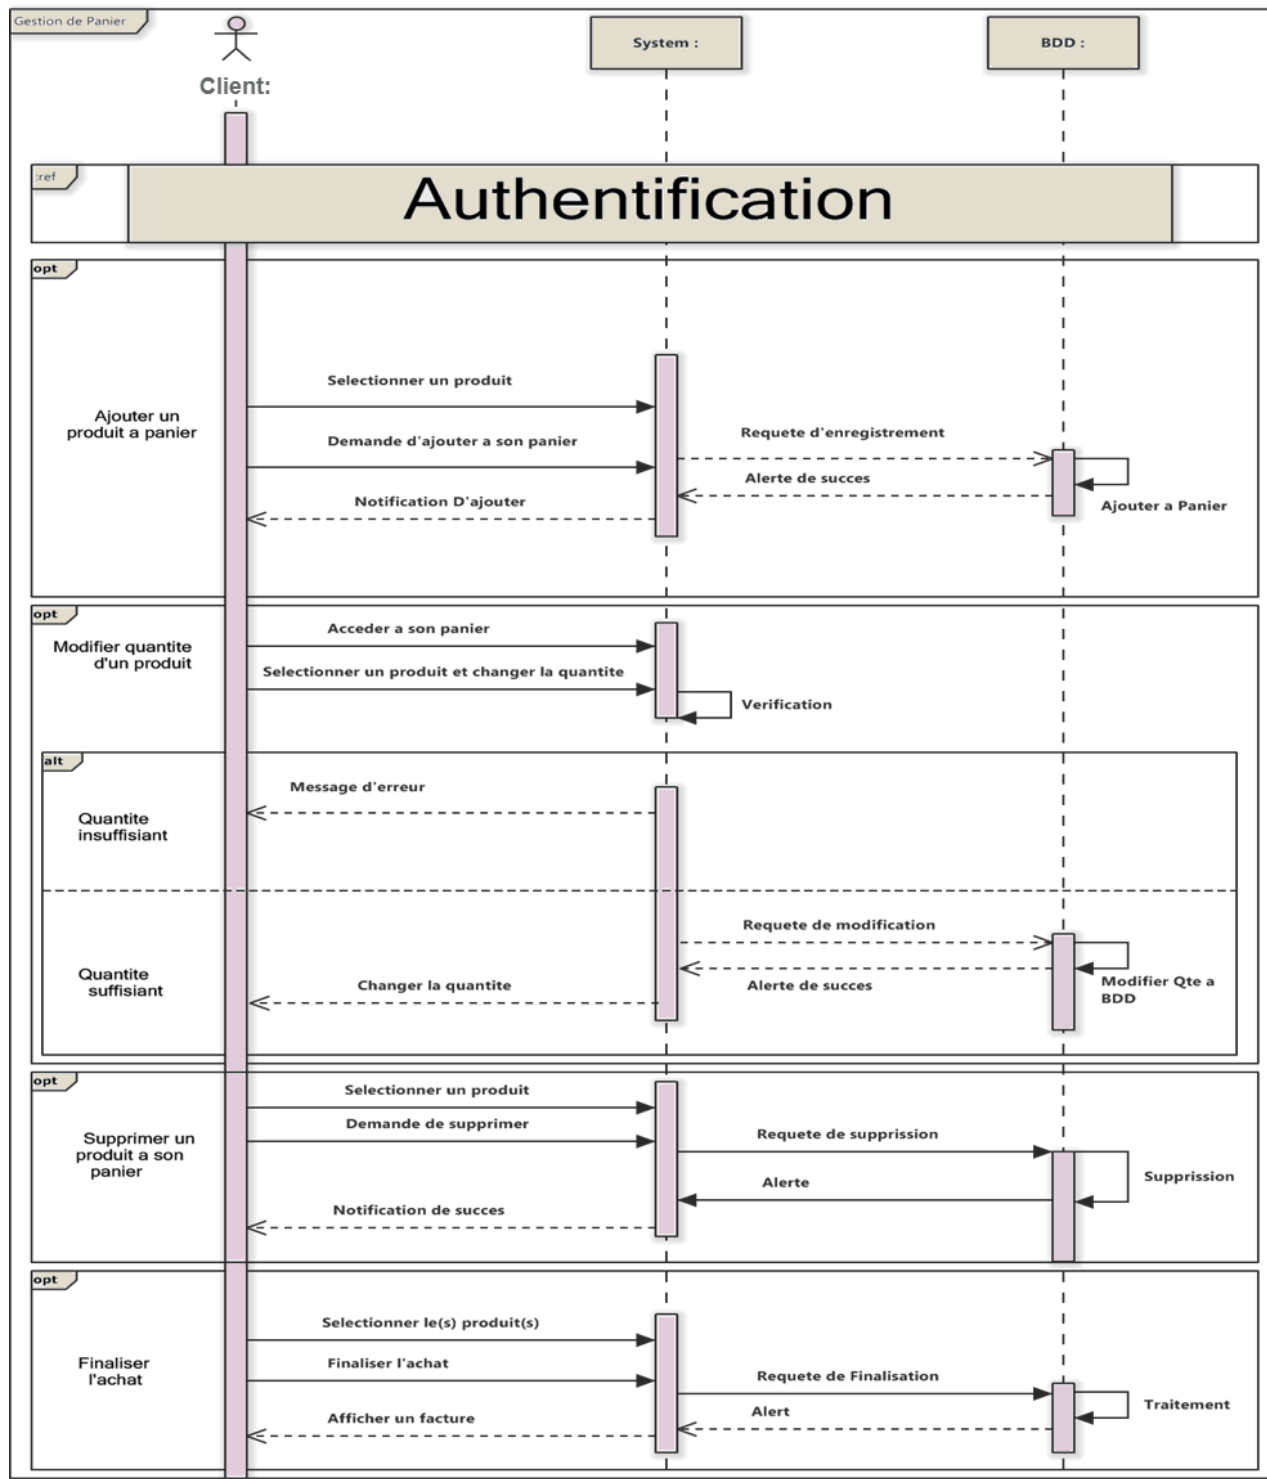 Gestion de Panier
System :
BDD :
Client:
:ref
Authentification
opt
Selectionner un produit
Ajouter un
produit a panier
Demande d'ajouter a son panier
Requete d'enregistrement
Alerte de succes
Notification D'ajouter
Ajouter a Panier
opt
Acceder a son panier
Modifier quantite
d'un produit
Selectionner un produit et changer la quantite
Verification
alt
Message d'erreur
Quantite
insuffisiant
Requete de modification
Quantite
suffisiant
Changer la quantite
Alerte de succes
Modifier Qte a
BDD
opt
Selectionner un produit
Demande de supprimer
Supprimer un
produit a son
panier
Requete de supprission
Supprission
Alerte
Notification de succes
opt
Selectionner le(s) produit(s)
Finaliser
l'achat
Finaliser l'achat
Requete de Finalisation
Traitement
Alert
Afficher un facture